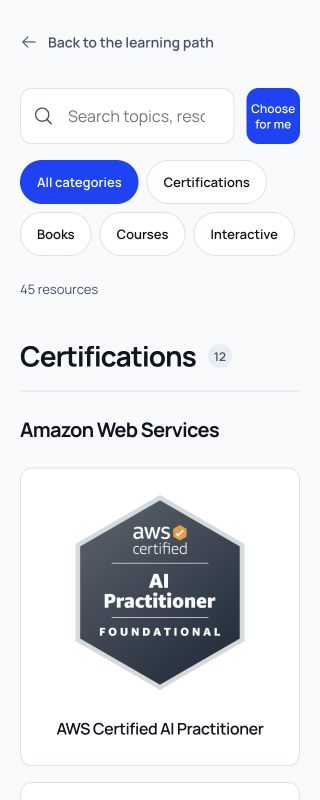 Back to the learning path
Search topics, resc
Choose
for me
All categories
Certifications
Books
Courses
Interactive
45 resources
Certifications
12
Amazon Web Services
aws
certified
AI
Practitioner
FOUNDATIONAL
AWS Certified AI Practitioner